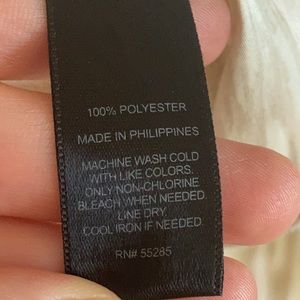 100% POLYESTER
MADE IN PHILIPPINES
MACHINE WASH COLD
WITH LIKE COLORS.
ONLY NON-CHLORINE
BLEACH WHEN NEEDED.
LINE DRY.
COOL IRON IF NEEDED.
RN# 55285